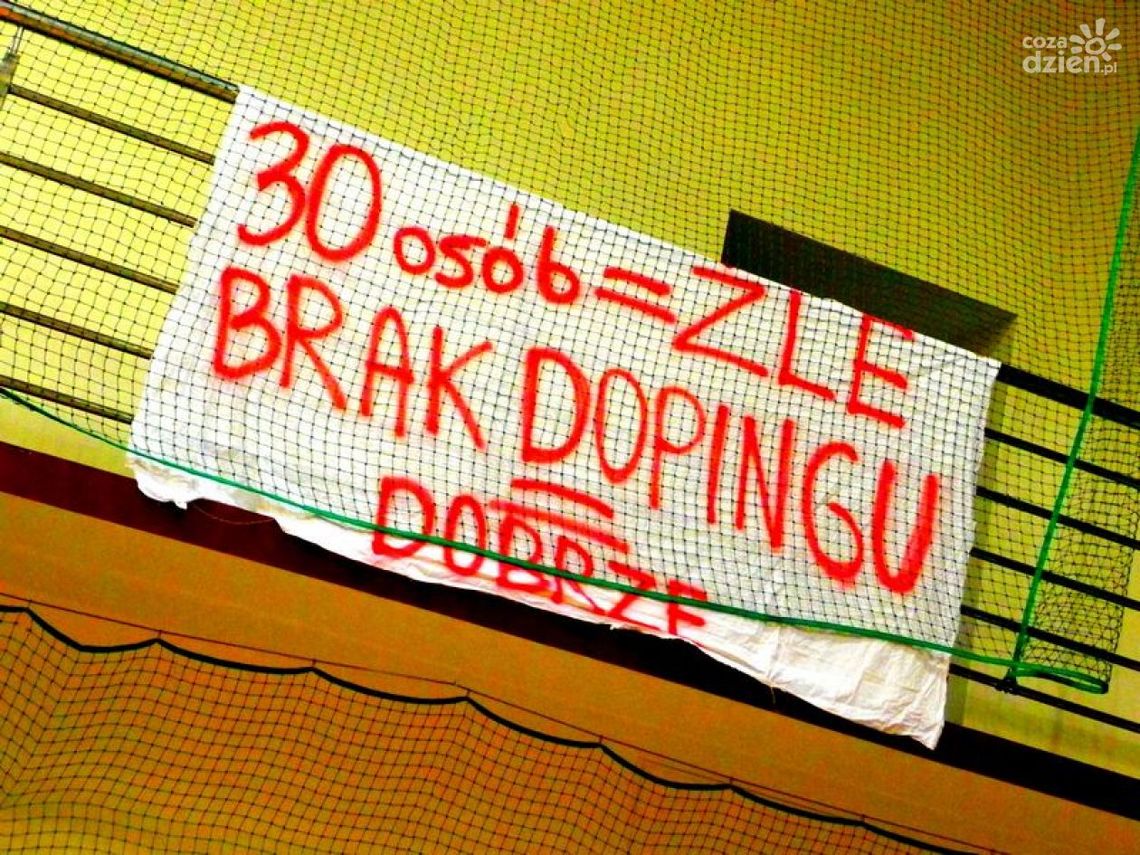 coza
dzien.pl
30 osób = ZLE
BRAK DOPINGU
=
DOBRZE